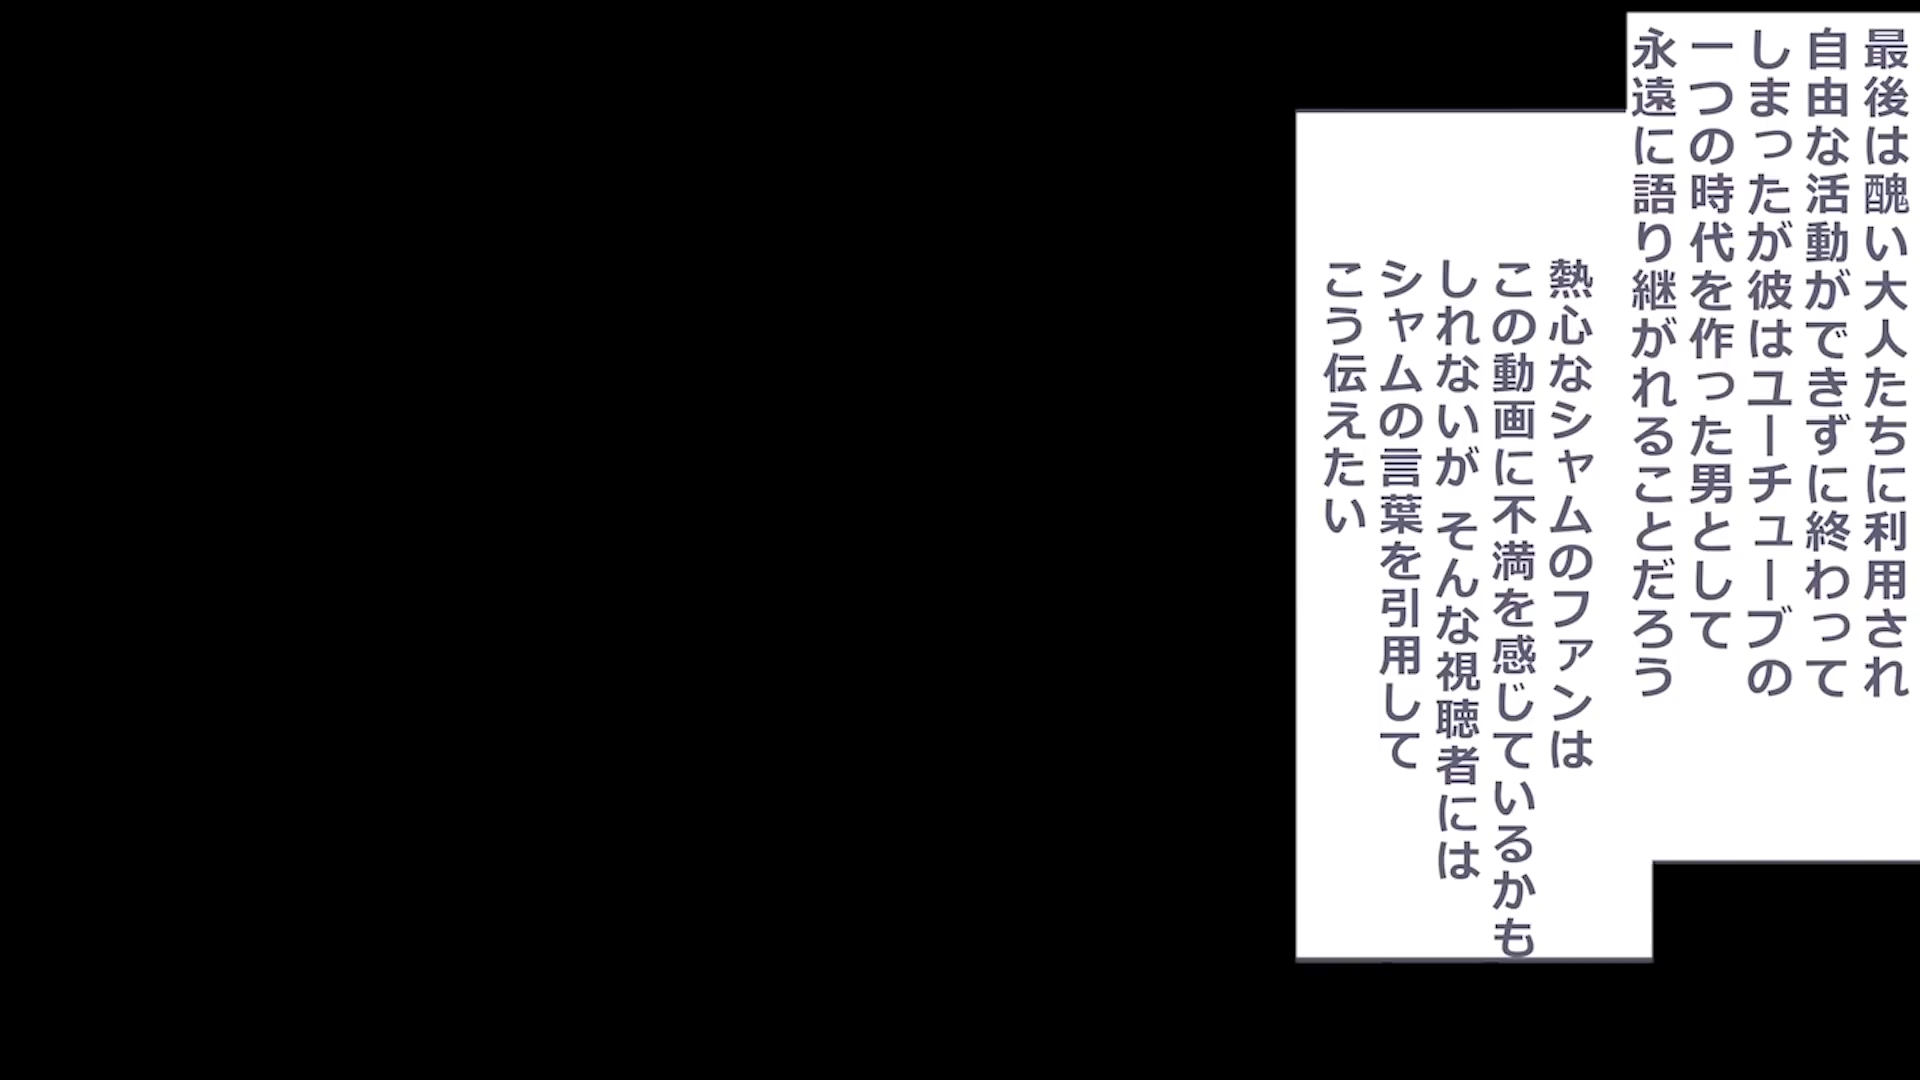 最後は醜い大人たちに利用され
自由な活動ができずに終わって
しまったが彼はユーチューブの
一つの時代を作った男として
永遠に語り継がれることだろう
熱心なシャムのファンは
この動画に不満を感じているかも
しれないが そんな視聴者には
シャムの言葉を引用して
こう伝えたい